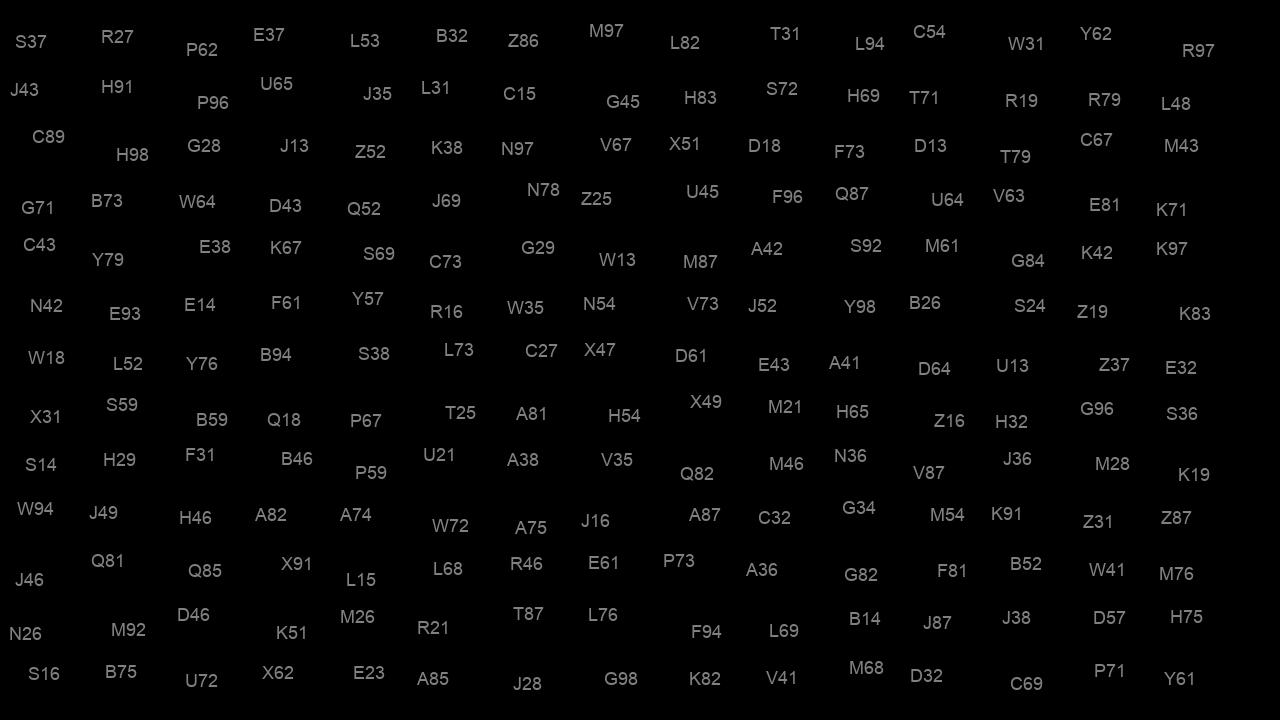 S37 R27 P62 E37 L53 B32 Z86 M97 L82 T31 L94 C54 W31 Y62 R97
J43 H91 P96 U65 J35 L31 C15 G45 H83 S72 H69 T71 R19 R79 L48
C89 H98 G28 J13 Z52 K38 N97 V67 X51 D18 F73 D13 T79 C67 M43
G71 B73 W64 D43 Q52 J69 N78 Z25 U45 F96 Q87 U64 V63 E81 K71
C43 Y79 E38 K67 S69 C73 G29 W13 M87 A42 S92 M61 G84 K42 K97
N42 E93 E14 F61 Y57 R16 W35 N54 V73 J52 Y98 B26 S24 Z19 K83
W18 L52 Y76 B94 S38 L73 C27 X47 D61 E43 A41 D64 U13 Z37 E32
X31 S59 B59 Q18 P67 T25 A81 H54 X49 M21 H65 Z16 H32 G96 S36
S14 H29 F31 B46 P59 U21 A38 V35 Q82 M46 N36 V87 J36 M28 K19
W94 J49 H46 A82 A74 W72 A75 J16 A87 C32 G34 M54 K91 Z31 Z87
J46 Q81 Q85 X91 L15 L68 R46 E61 P73 A36 G82 F81 B52 W41 M76
N26 M92 D46 K51 M26 R21 T87 L76 F94 L69 B14 J87 J38 D57 H75
S16 B75 U72 X62 E23 A85 J28 G98 K82 V41 M68 D32 C69 P71 Y61